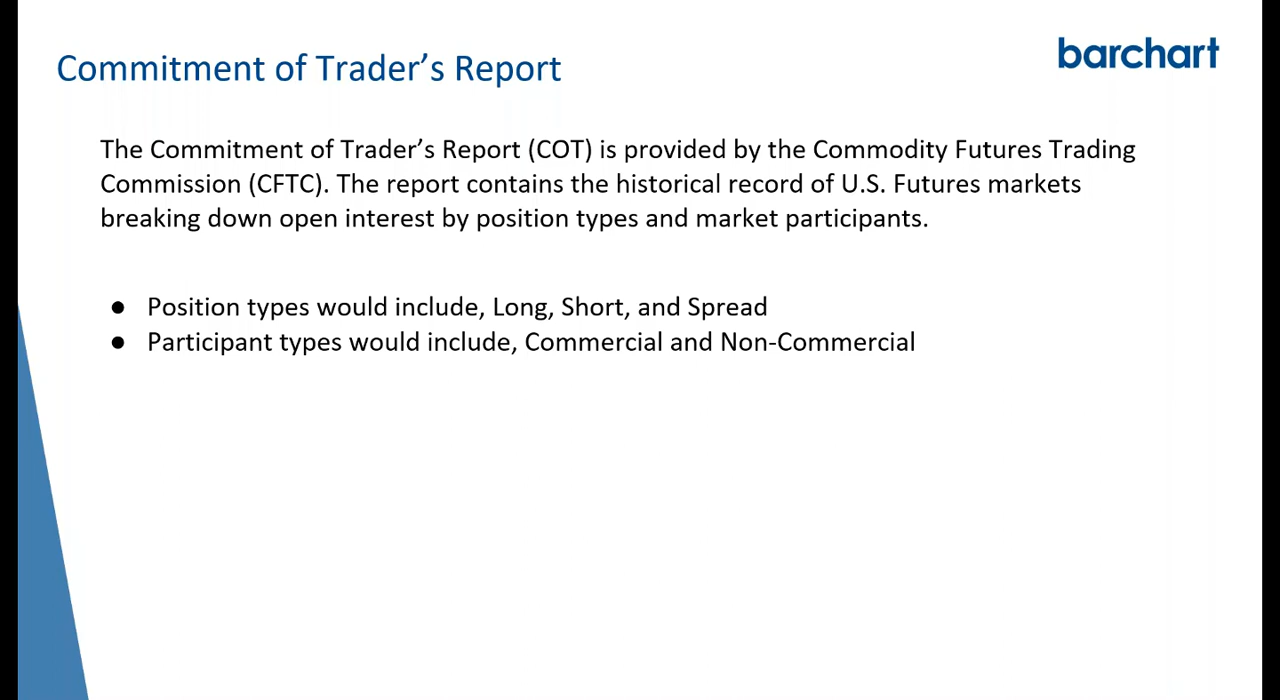 barchart
Commitment of Trader’s Report
The Commitment of Trader’s Report (COT) is provided by the Commodity Futures Trading
Commission (CFTC). The report contains the historical record of U.S. Futures markets
breaking down open interest by position types and market participants.
● Position types would include, Long, Short, and Spread
● Participant types would include, Commercial and Non-Commercial